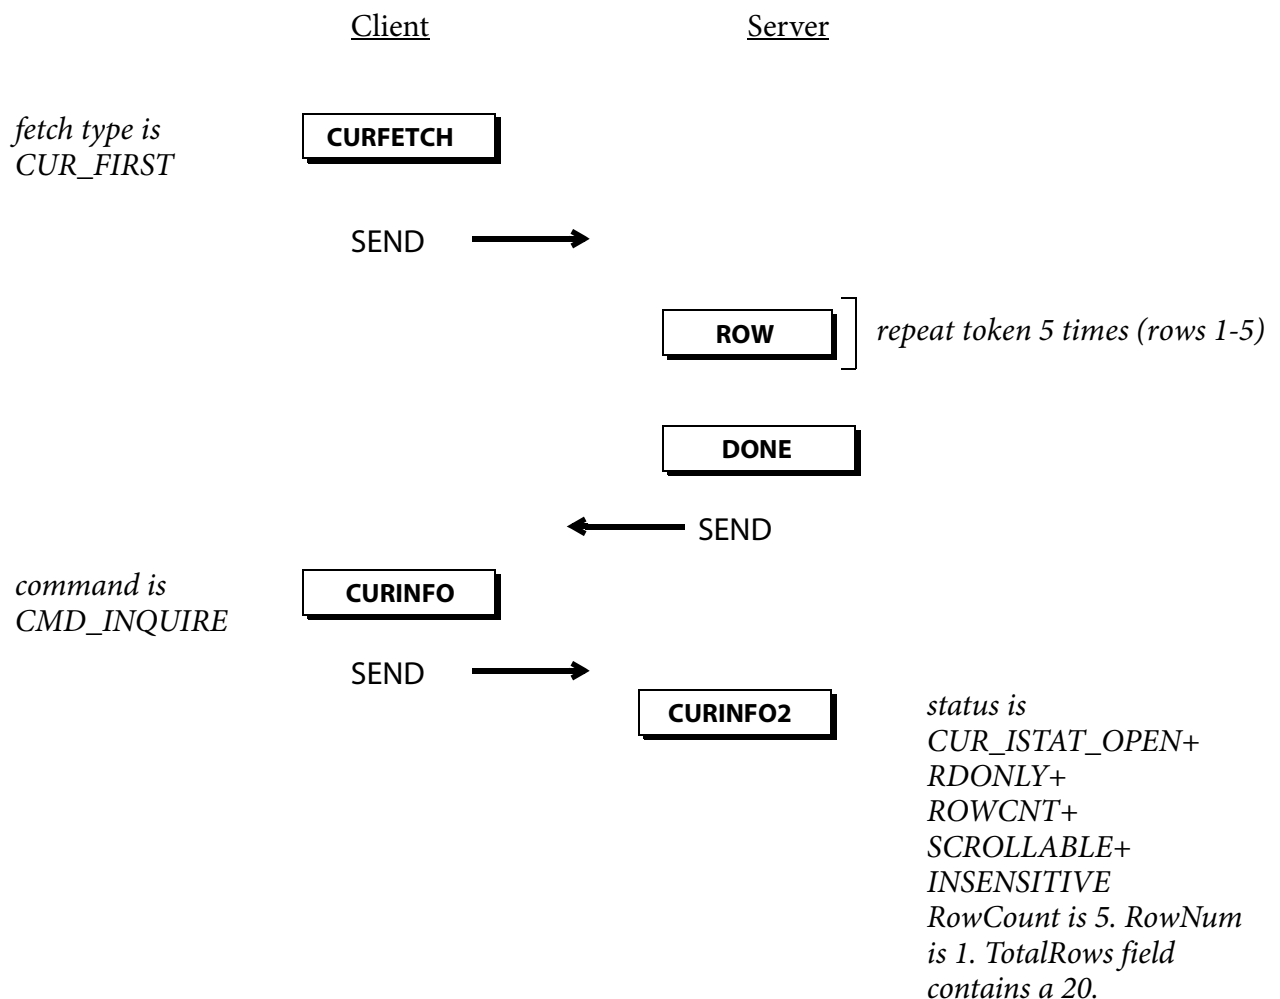 Client
Server
fetch type is
CUR_FIRST
CURFETCH
SEND
ROW
repeat token 5 times (rows 1-5)
DONE
SEND
command is
CMD_INQUIRE
CURINFO
SEND
CURINFO2
status is
CUR_ISTAT_OPEN+
RDONLY+
ROWCNT+
SCROLLABLE+
INSENSITIVE
RowCount is 5. RowNum
is 1. TotalRows field
contains a 20.